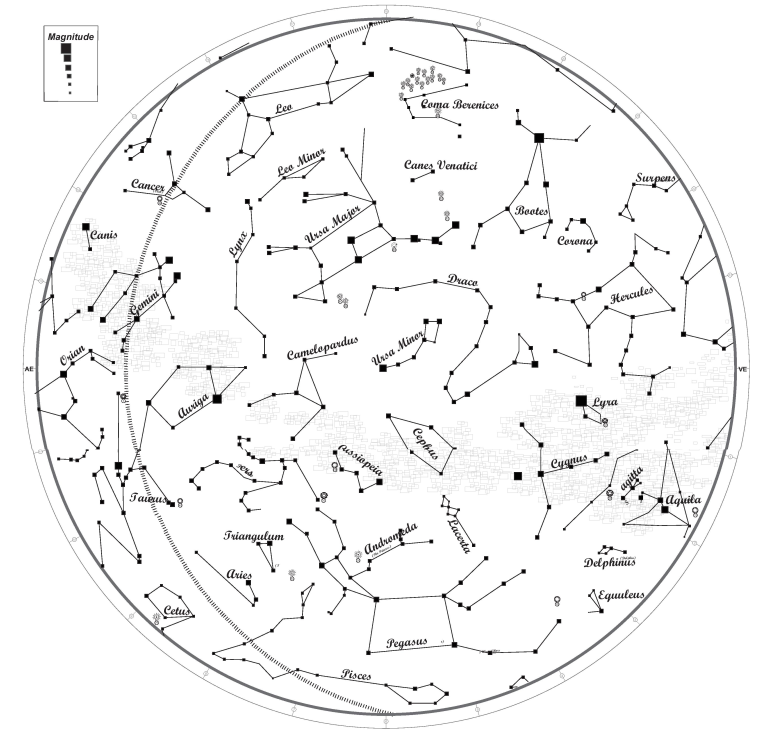 Magnitude
Leo
Coma Berenices
Leo Minor
Canes Venatici
Surpens
Cancer
Bootes
Ursa Major
Canis
Lynx
Corona
Draco
Gemini
Hercules
Ursa Minor
Camelopardus
Orian
AE
VE
Auriga
Lyra
Cephus
Cassiopeia
Cygnus
ers
agitta
Taurus
Aquila
Lacerta
Triangulum
Andromeda
Delphinus
Aries
Equuleus
Cetus
Pegasus
Pisces